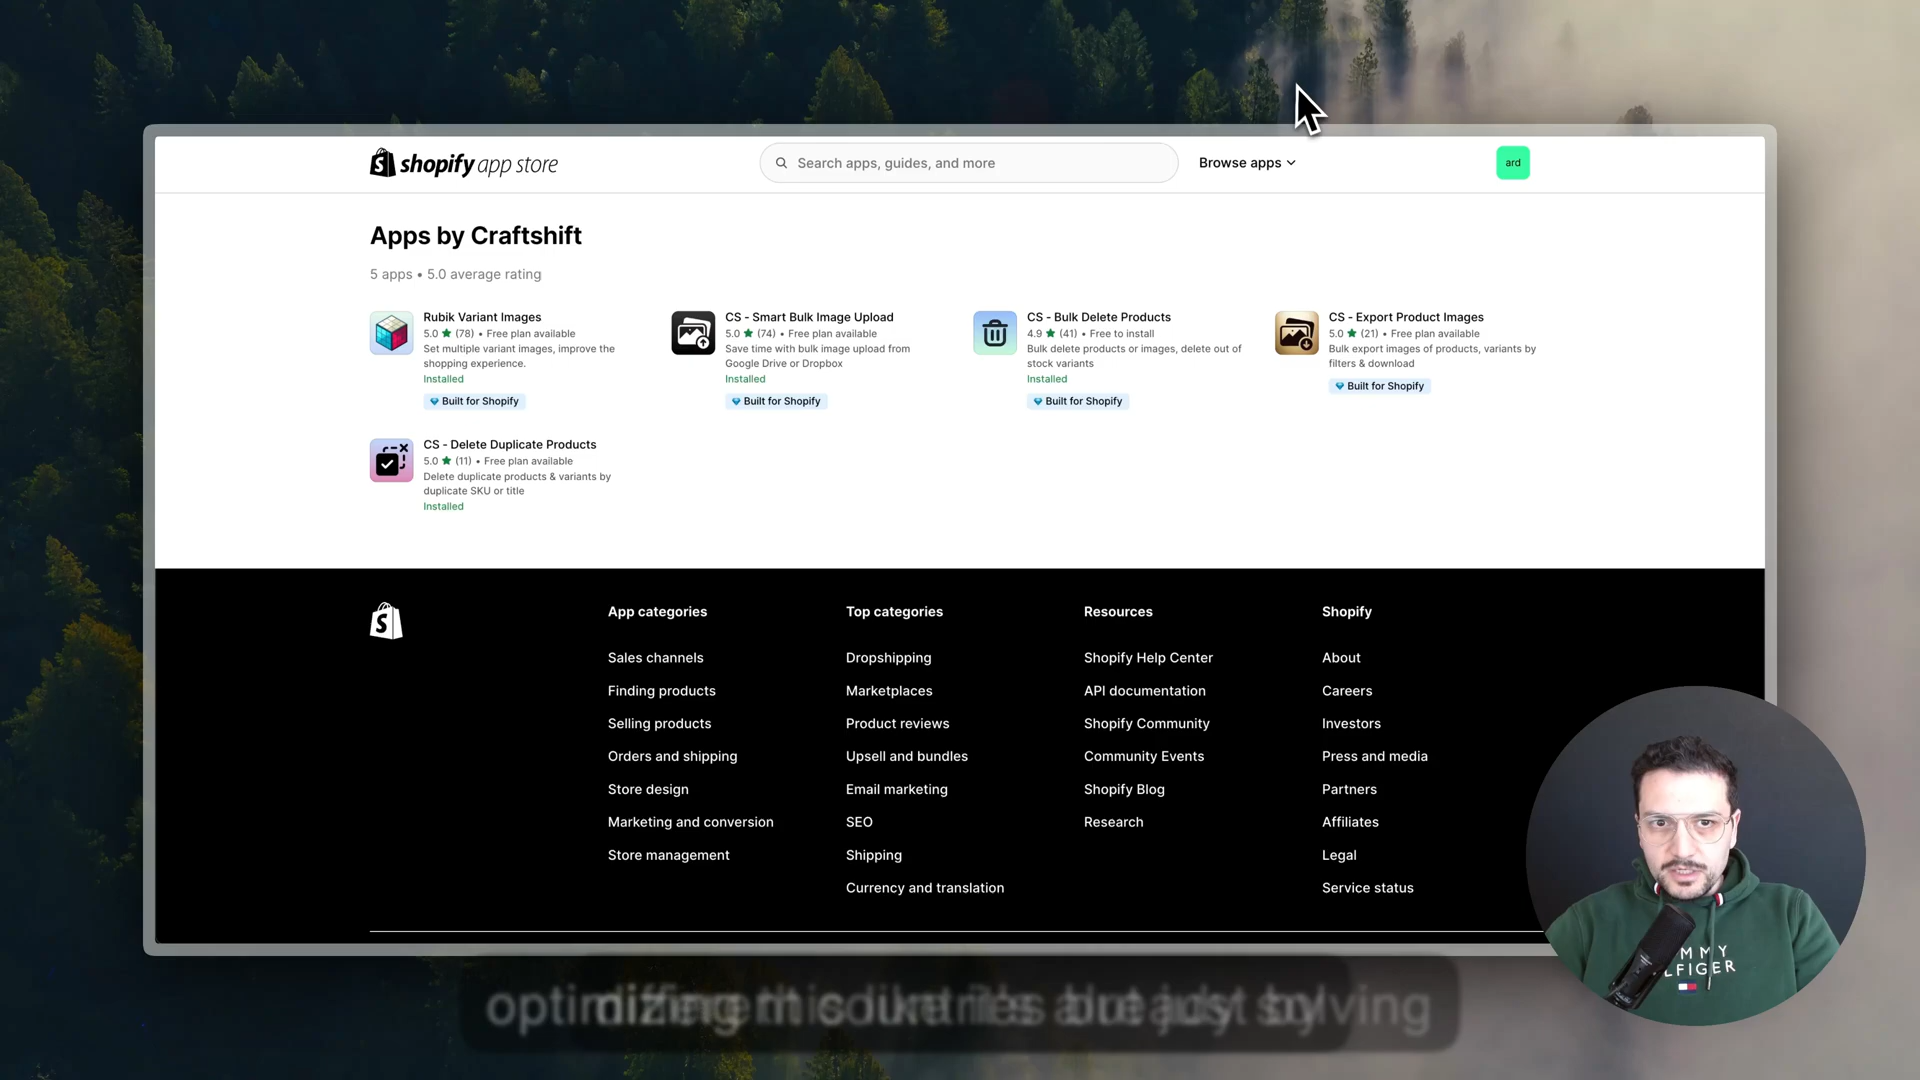 shopify app store
Search apps, guides, and more
Browse apps
ard
Apps by Craftshift
5 apps • 5.0 average rating
Rubik Variant Images
5.0 ★ (78) • Free plan available
Set multiple variant images, improve the
shopping experience.
Installed
Built for Shopify
CS - Smart Bulk Image Upload
5.0 ★ (74) • Free plan available
Save time with bulk image upload from
Google Drive or Dropbox
Installed
Built for Shopify
CS - Bulk Delete Products
4.9 ★ (41) • Free to install
Bulk delete products or images, delete out of
stock variants
Installed
Built for Shopify
CS - Export Product Images
5.0 ★ (21) • Free plan available
Bulk export images of products, variants by
filters & download
Built for Shopify
CS - Delete Duplicate Products
5.0 ★ (11) • Free plan available
Delete duplicate products & variants by
duplicate SKU or title
Installed
App categories
Sales channels
Finding products
Selling products
Orders and shipping
Store design
Marketing and conversion
Store management
Top categories
Dropshipping
Marketplaces
Product reviews
Upsell and bundles
Email marketing
SEO
Shipping
Currency and translation
Resources
Shopify Help Center
API documentation
Shopify Community
Community Events
Shopify Blog
Research
Shopify
About
Careers
Investors
Press and media
Partners
Affiliates
Legal
Service status
MMY
LFIGER